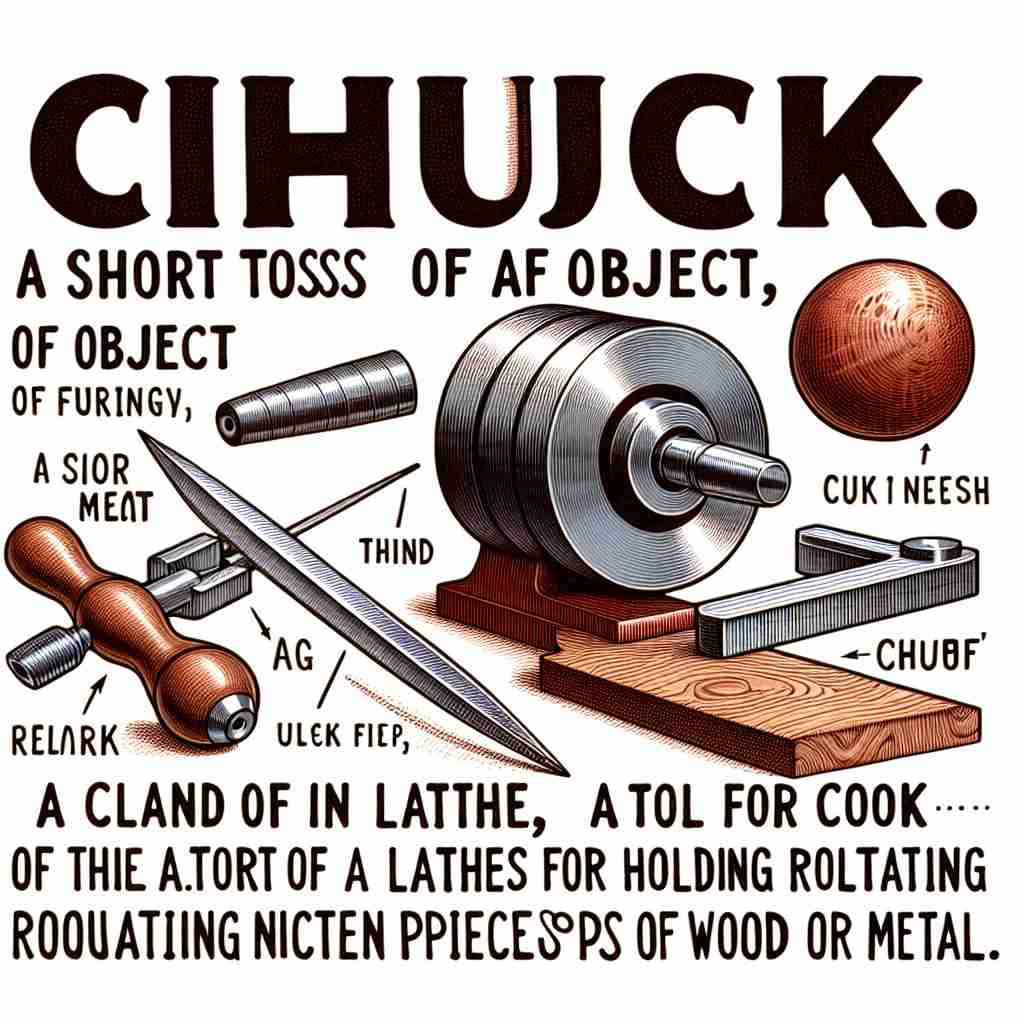 CIHUJCK.
A SHORT TOSSS OF AF OBJECT,
OF OBJECT
OF FURINGY,
A SIOR
MEAT
THIND
CUK I NEESH
AG
CHUBF'
RELARK
ULEK FIEP,
A CLAND OF IN LATTHE, A TOL FOR COOK ......
OF THIE A.TORT OF A LATHES FOR HOLDING ROLTATING
ROOUATIING NICTEN PPIECESOPS OF WOOD OR METAL.